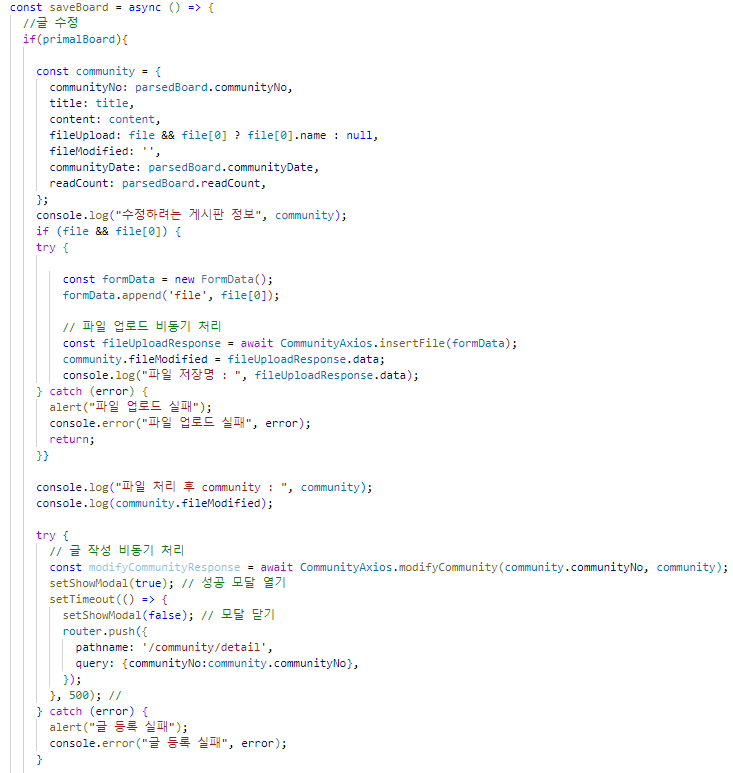 const saveBoard = async () => {
//글 수정
if(primalBoard){
const community = {
communityNo: parsedBoard.communityNo,
title: title,
content: content,
fileUpload: file && file[0] ? file[0].name : null,
fileModified: '',
communityDate: parsedBoard.communityDate,
readCount: parsedBoard.readCount,
};
console.log("수정하려는 게시판 정보", community);
if (file && file[0]) {
try {
const formData = new FormData();
formData.append('file', file[0]);
// 파일 업로드 비동기 처리
const fileUploadResponse = await CommunityAxios.insertFile(formData);
community.fileModified = fileUploadResponse.data;
console.log("파일 저장명 : ", fileUploadResponse.data);
} catch (error) {
alert("파일 업로드 실패");
console.error("파일 업로드 실패", error);
return;
}}
console.log("파일 처리 후 community : ", community);
console.log(community.fileModified);
try {
// 글 작성 비동기 처리
const modifyCommunityResponse = await CommunityAxios.modifyCommunity(community.communityNo, community);
setShowModal(true); // 성공 모달 열기
setTimeout(() => {
setShowModal(false); // 모달 닫기
router.push({
pathname: '/community/detail',
query: {communityNo:community.communityNo},
});
}, 500); //
} catch (error) {
alert("글 등록 실패");
console.error("글 등록 실패", error);
}